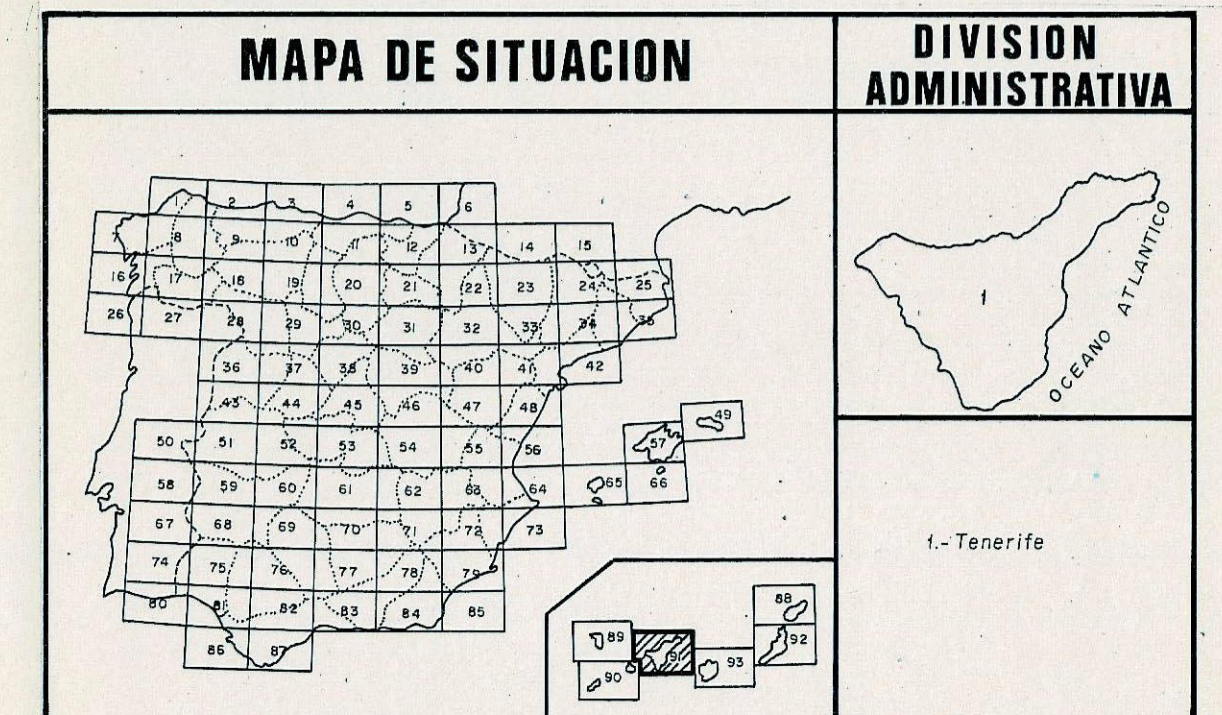 MAPA DE SITUACION
DIVISION
ADMINISTRATIVA
1 2 3 4 5 6
7 8 9 10 11 12 13 14 15
16 17 18 19 20 21 22 23 24 25
26 27 28 29 30 31 32 33 34 35
36 37 38 39 40 41 42
43 44 45 46 47 48
49
50 51 52 53 54 55 56 57
58 59 60 61 62 63 64 65 66
67 68 69 70 71 72 73
74 75 76 77 78 79
80 81 82 83 84 85
86 87
88
89 91 92
90 93
1
OCEANO ATLANTICO
1.-Tenerife